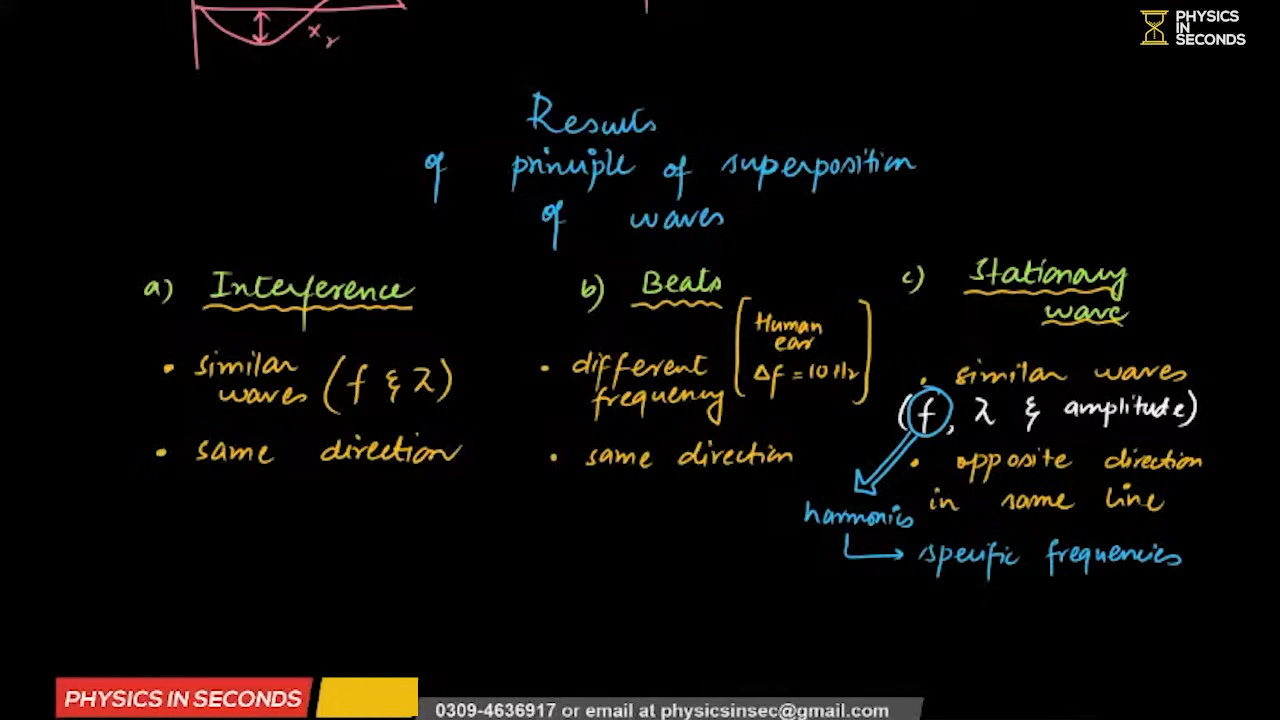 x₂
PHYSICS
IN
SECONDS
Results
of principle of superposition
of waves
a) Interference
• similar
waves (f & λ)
• same direction
b) Beats
[Human
ear
Δf = 10 Hz]
• different
frequency
• same direction
c) Stationary
wave
• similar waves
(f, λ & amplitude)
• opposite direction
in same line
harmonics
specific frequencies
PHYSICS IN SECONDS
0309-4636917 or email at physicsinsec@gmail.com